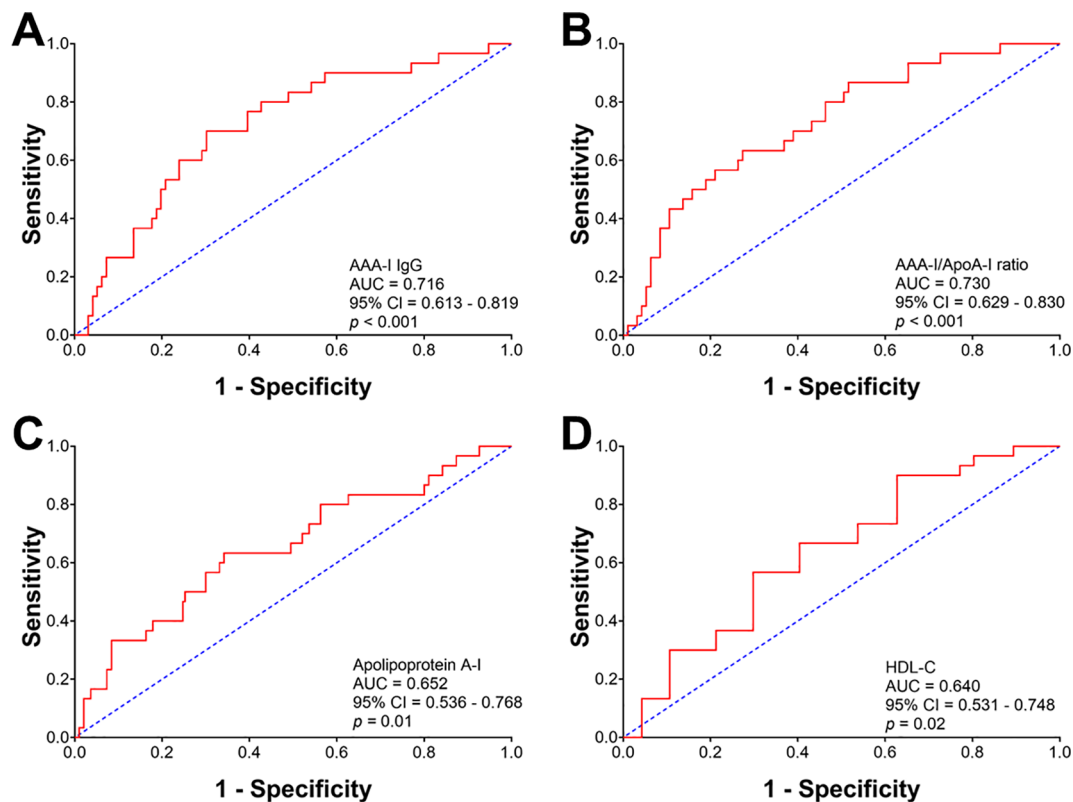 A
1.0
0.8
0.6
0.4
0.2
0.0
Sensitivity
AAA-I IgG
AUC = 0.716
95% CI = 0.613 - 0.819
p < 0.001
0.0 0.2 0.4 0.6 0.8 1.0
1 - Specificity
B
1.0
0.8
0.6
0.4
0.2
0.0
Sensitivity
AAA-I/ApoA-I ratio
AUC = 0.730
95% CI = 0.629 - 0.830
p < 0.001
0.0 0.2 0.4 0.6 0.8 1.0
1 - Specificity
C
1.0
0.8
0.6
0.4
0.2
0.0
Sensitivity
Apolipoprotein A-I
AUC = 0.652
95% CI = 0.536 - 0.768
p = 0.01
0.0 0.2 0.4 0.6 0.8 1.0
1 - Specificity
D
1.0
0.8
0.6
0.4
0.2
0.0
Sensitivity
HDL-C
AUC = 0.640
95% CI = 0.531 - 0.748
p = 0.02
0.0 0.2 0.4 0.6 0.8 1.0
1 - Specificity